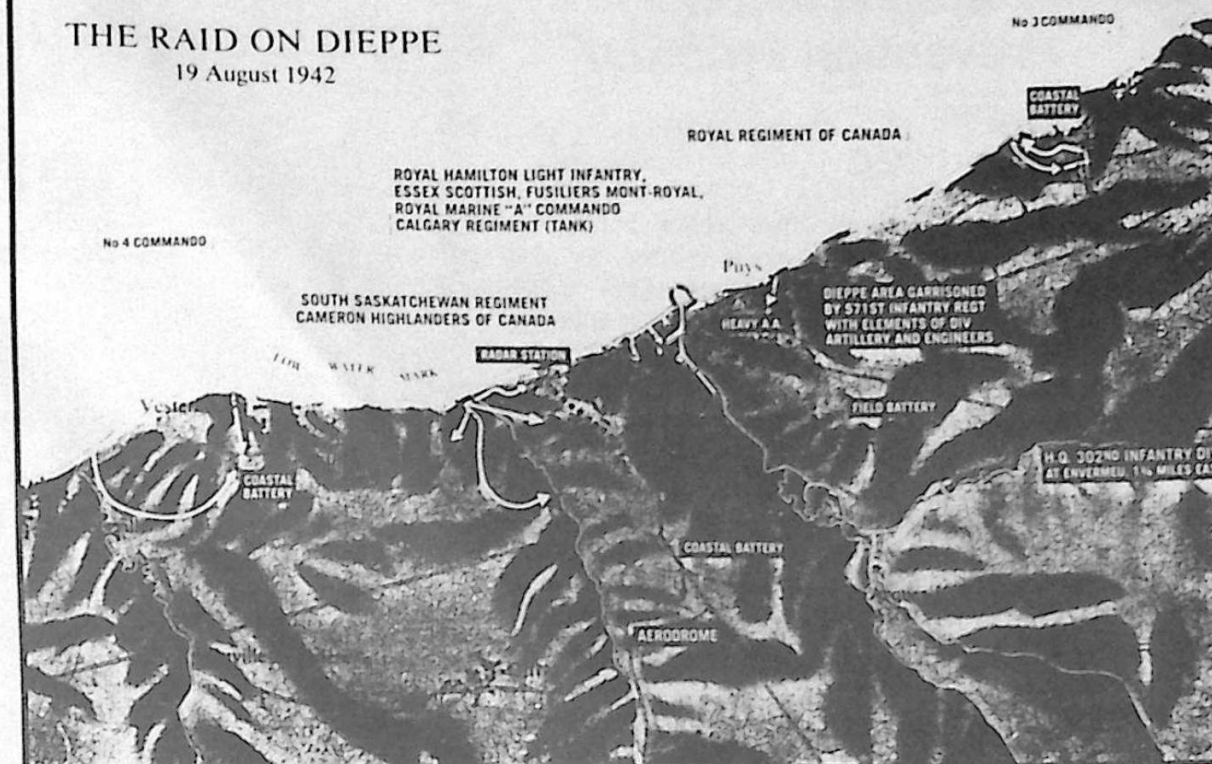 THE RAID ON DIEPPE
19 August 1942
No 3 COMMANDO
COASTAL
BATTERY
ROYAL REGIMENT OF CANADA
ROYAL HAMILTON LIGHT INFANTRY,
ESSEX SCOTTISH, FUSILIERS MONT-ROYAL,
ROYAL MARINE "A" COMMANDO
CALGARY REGIMENT (TANK)
No 4 COMMANDO
Puys
SOUTH SASKATCHEWAN REGIMENT
CAMERON HIGHLANDERS OF CANADA
DIEPPE AREA GARRISONED
BY 571ST INFANTRY REGT
WITH ELEMENTS OF DIV
ARTILLERY AND ENGINEERS
HEAVY A.A.
RADAR STATION
LOW WATER MARK
FIELD BATTERY
H.Q. 302ND INFANTRY
AT ENVERMEU,
MILES
COASTAL
BATTERY
COASTAL BATTERY
AERODROME